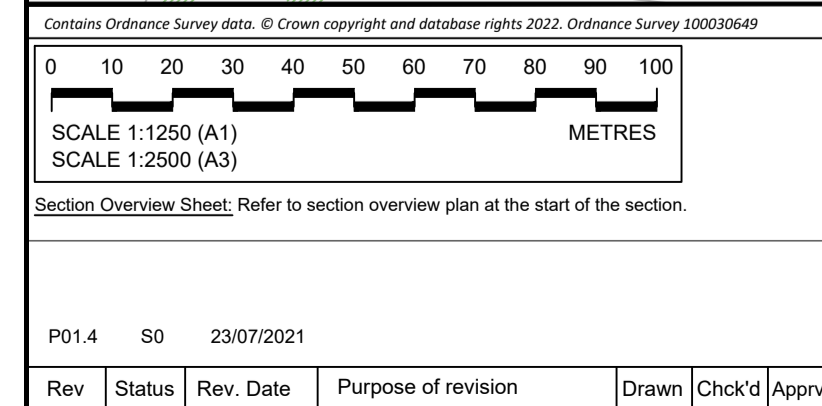 Contains Ordnance Survey data. © Crown copyright and database rights 2022. Ordnance Survey 100030649
0 10 20 30 40 50 60 70 80 90 100
SCALE 1:1250 (A1) METRES
SCALE 1:2500 (A3)
Section Overview Sheet: Refer to section overview plan at the start of the section.
P01.4 S0 23/07/2021
Rev Status Rev. Date Purpose of revision Drawn Chck'd Apprv